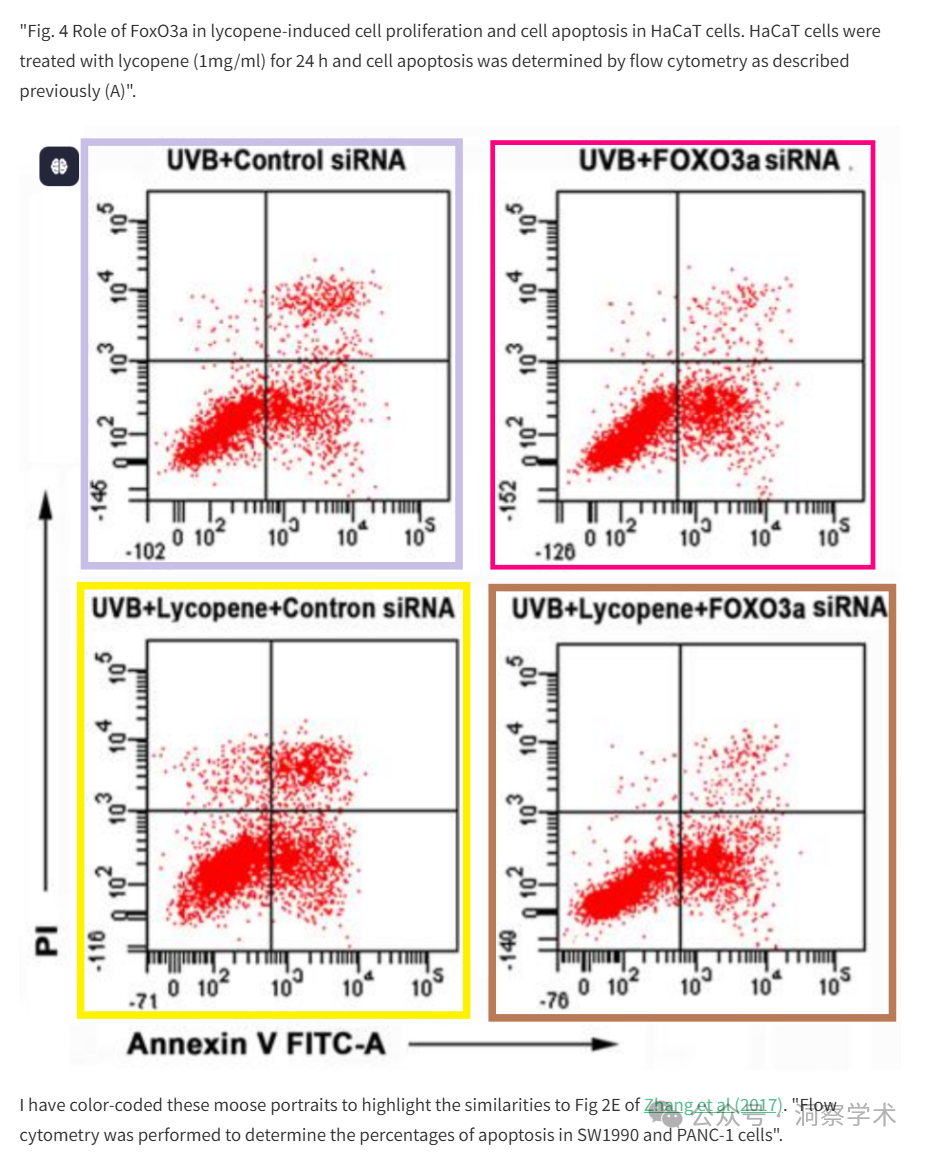 "Fig. 4 Role of FoxO3a in lycopene-induced cell proliferation and cell apoptosis in HaCaT cells. HaCaT cells were
treated with lycopene (1mg/ml) for 24 h and cell apoptosis was determined by flow cytometry as described
previously (A)".
UVB+Control siRNA
10^5
10^4
10^3
10^2
0
-146
-102
0 10^2 10^3 10^4 10^5
UVB+FOXO3a siRNA .
10^5
10^4
10^3
10^2
0
-152
-126
0 10^2 10^3 10^4 10^5
UVB+Lycopene+Contron siRNA
10^5
10^4
10^3
10^2
0
-116
-71
0 10^2 10^3 10^4 10^5
UVB+Lycopene+FOXO3a siRNA
10^5
10^4
10^3
10^2
0
-149
-76
0 10^2 10^3 10^4 10^5
PI
Annexin V FITC-A
I have color-coded these moose portraits to highlight the similarities to Fig 2E of Zhang et al (2017). "Flow
cytometry was performed to determine the percentages of apoptosis in SW1990 and PANC-1 cells".
公众号 · 洞察学术